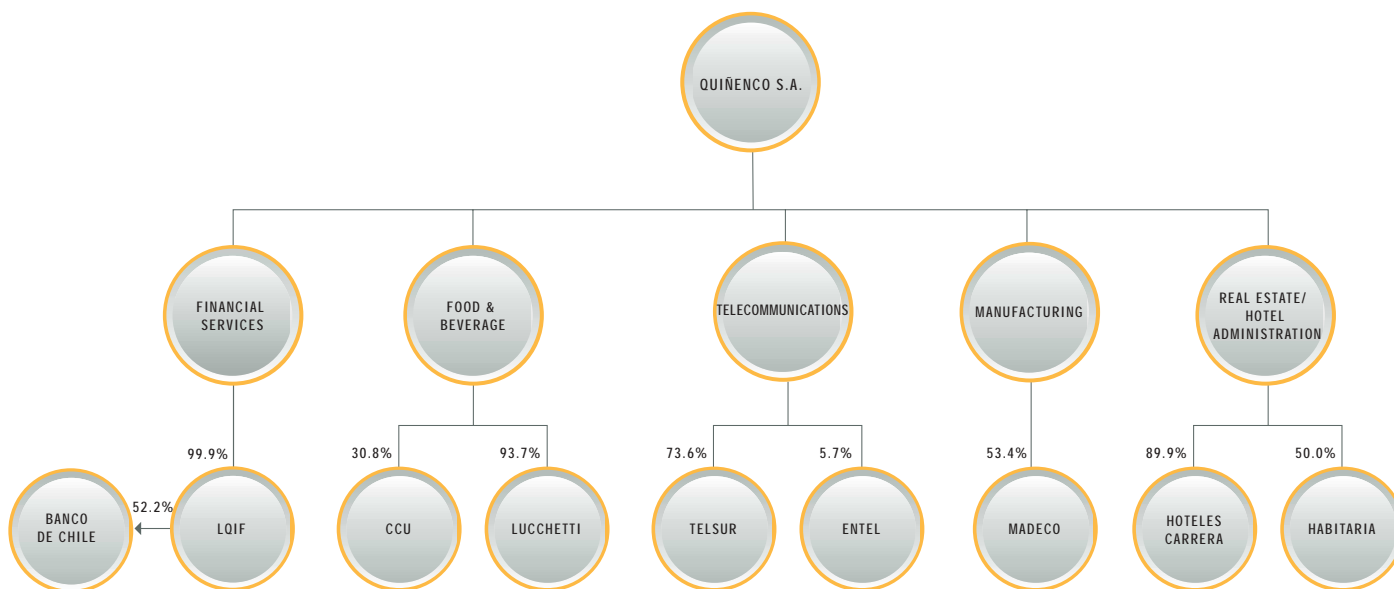 QUIÑENCO S.A.
FINANCIAL
SERVICES
FOOD &
BEVERAGE
TELECOMMUNICATIONS
MANUFACTURING
REAL ESTATE/
HOTEL
ADMINISTRATION
99.9%
30.8%
93.7%
73.6%
5.7%
53.4%
89.9%
50.0%
BANCO
DE CHILE
52.2%
LQIF
CCU
LUCCHETTI
TELSUR
ENTEL
MADECO
HOTELES
CARRERA
HABITARIA